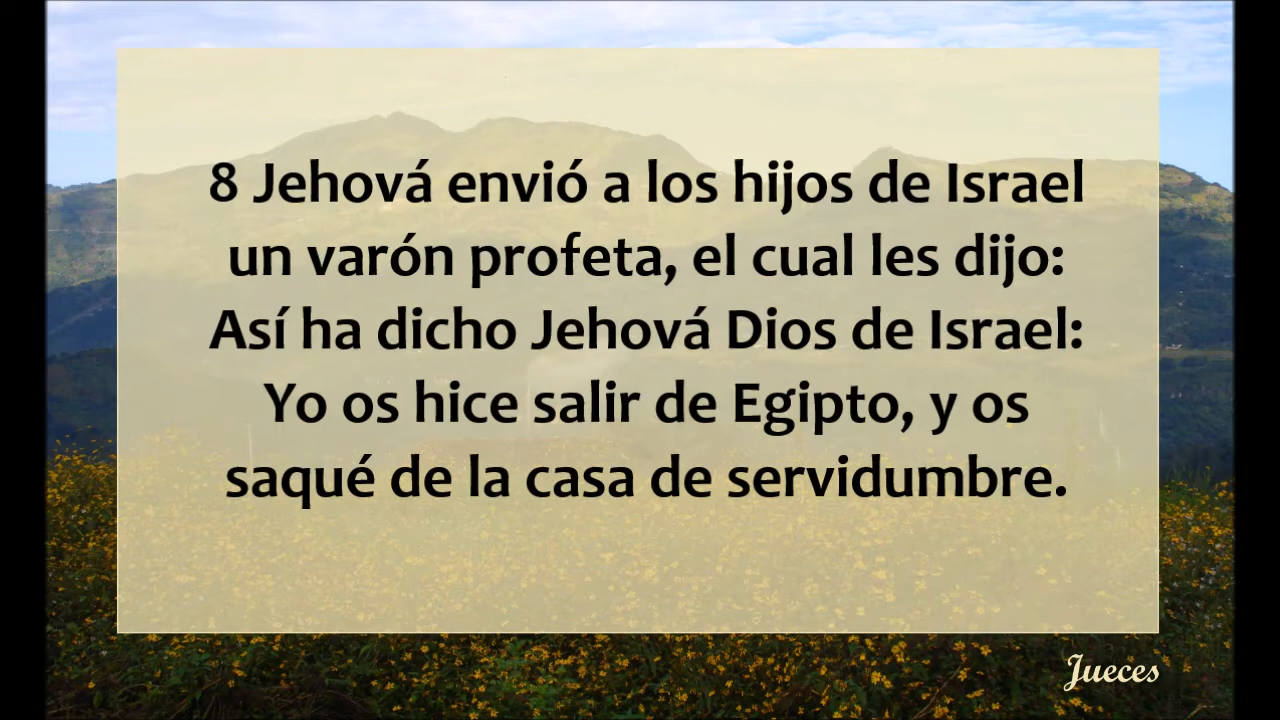 8 Jehová envió a los hijos de Israel
un varón profeta, el cual les dijo:
Así ha dicho Jehová Dios de Israel:
Yo os hice salir de Egipto, y os
saqué de la casa de servidumbre.
Jueces